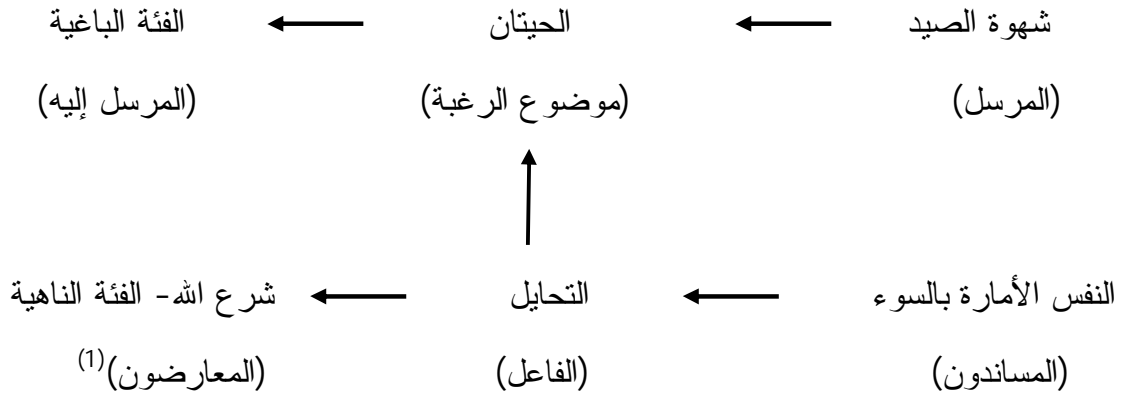 شهوة الصيد الحيتان الفئة الباغية
(المرسل) (موضوع الرغبة) (المرسل إليه)
النفس الأمارة بالسوء التحايل شرع الله- الفئة الناهية
(المساندون) (الفاعل) (المعارضون)(1)